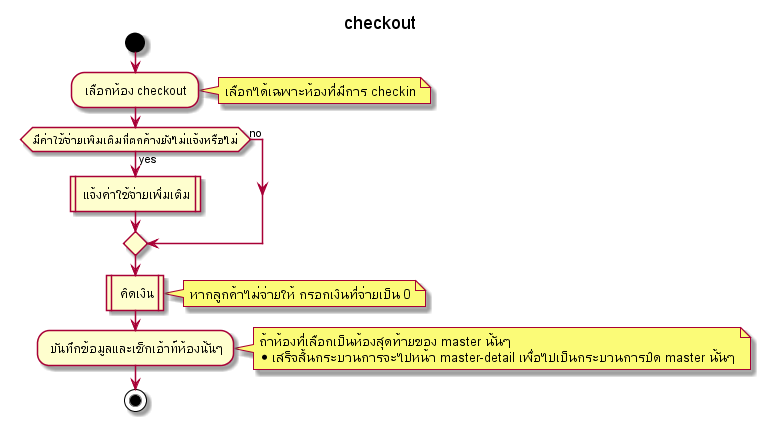 checkout
เลือกห้อง checkout
เลือกได้เฉพาะห้องที่มีการ checkin
มีค่าใช้จ่ายเพิ่มเติมที่ตกค้างยังไม่แจ้งหรือไม่
no
yes
แจ้งค่าใช้จ่ายเพิ่มเติม
คิดเงิน
หากลูกค้าไม่จ่ายให้ กรอกเงินที่จ่ายเป็น 0
บันทึกข้อมูลและเช็กเอ้าท์ห้องนั้นๆ
ถ้าห้องที่เลือกเป็นห้องสุดท้ายของ master นั้นๆ
• เสร็จสิ้นกระบวนการจะไปหน้า master-detail เพื่อไปเป็นกระบวนการปิด master นั้นๆ